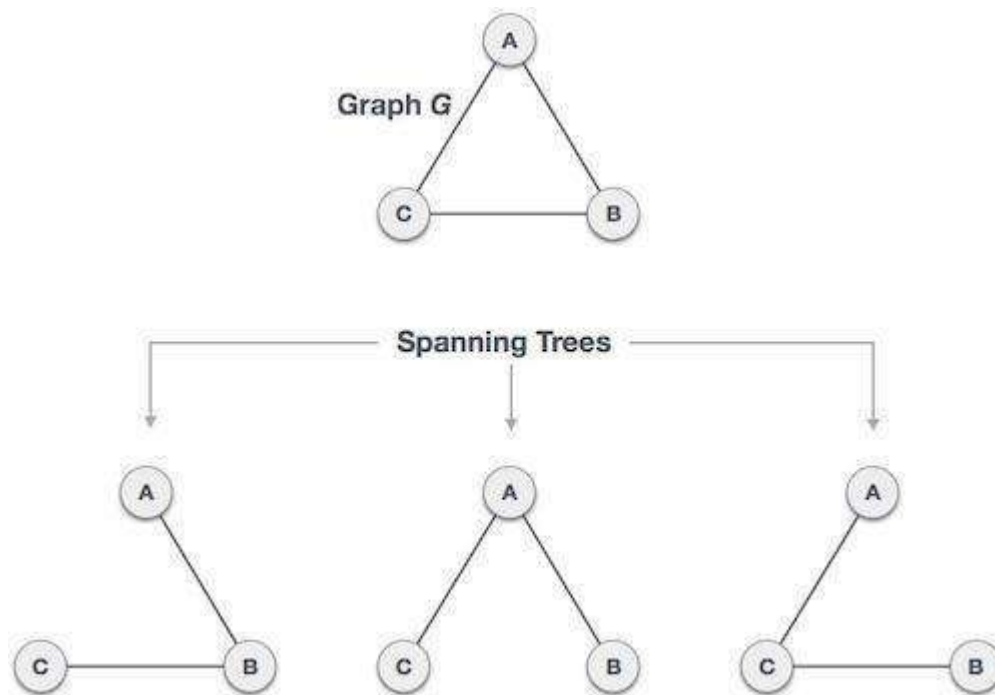 A
Graph G
C B
Spanning Trees
A A A
C B C B C B